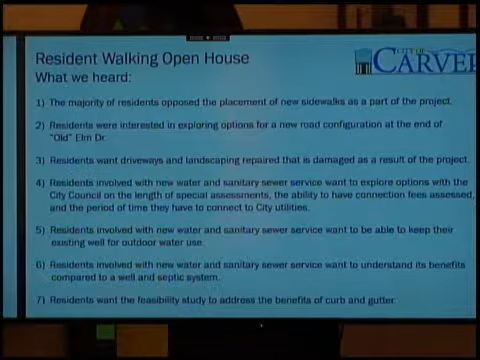 Resident Walking Open House
What we heard:
CITY OF
CARVER
1) The majority of residents opposed the placement of new sidewalks as a part of the project.
2) Residents were interested in exploring options for a new road configuration at the end of
"Old" Elm Dr.
3) Residents want driveways and landscaping repaired that is damaged as a result of the project.
4) Residents involved with new water and sanitary sewer service want to explore options with the
City Council on the length of special assessments, the ability to have connection fees assessed,
and the period of time they have to connect to City utilities.
5) Residents involved with new water and sanitary sewer service want to be able to keep their
existing well for outdoor water use.
6) Residents involved with new water and sanitary sewer service want to understand its benefits
compared to a well and septic system.
7) Residents want the feasibility study to address the benefits of curb and gutter